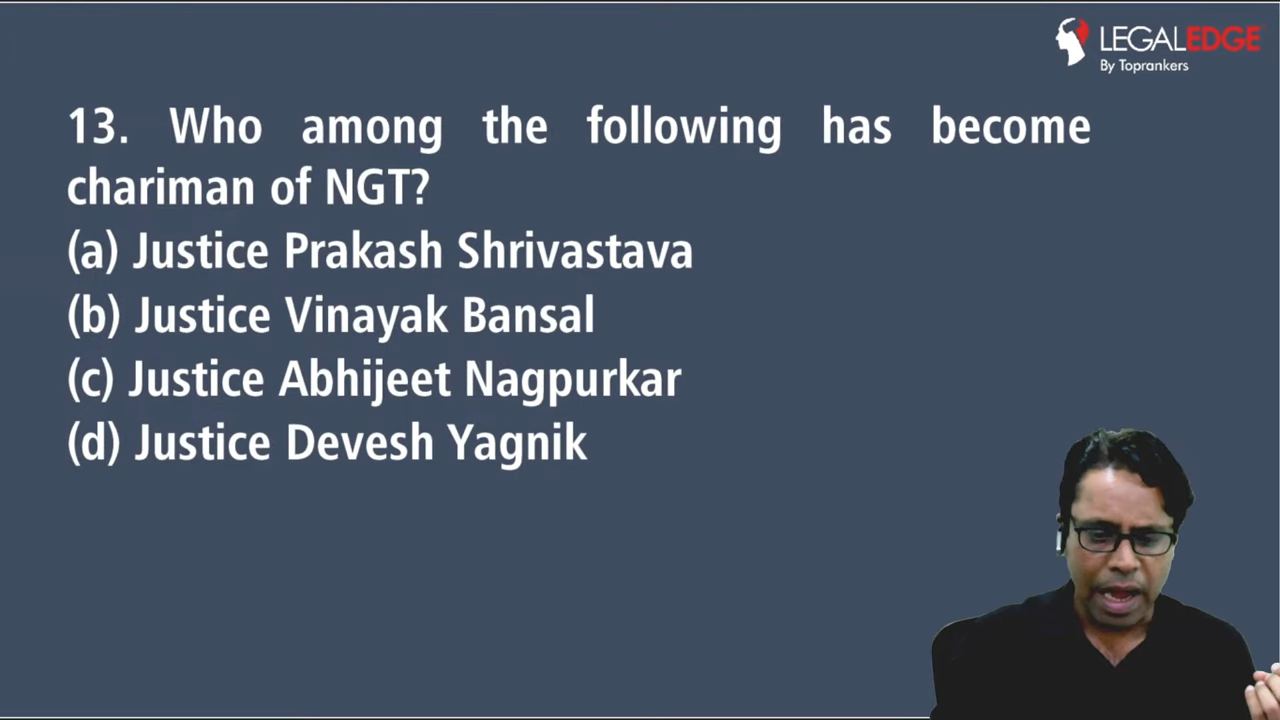 LEGALEDGE
By Toprankers
13. Who among the following has become
chariman of NGT?
(a) Justice Prakash Shrivastava
(b) Justice Vinayak Bansal
(c) Justice Abhijeet Nagpurkar
(d) Justice Devesh Yagnik